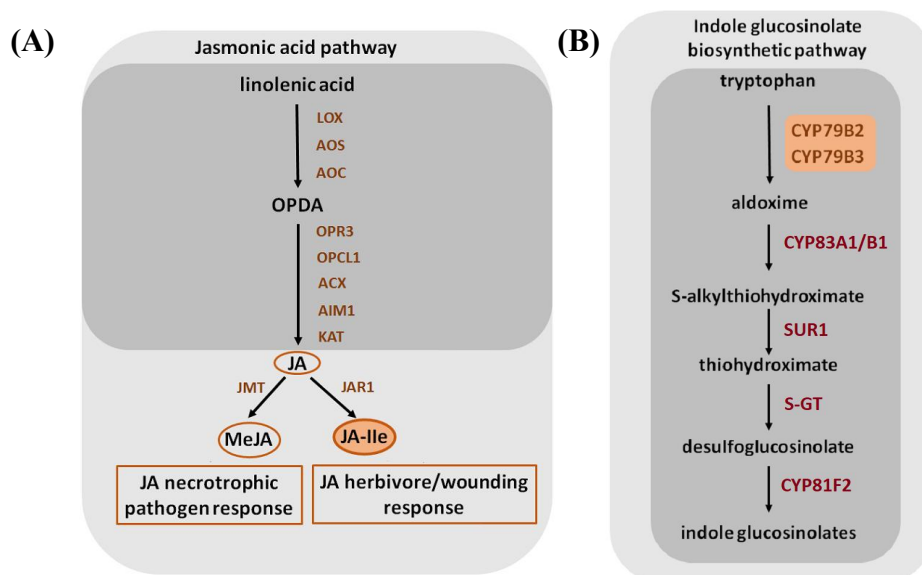 (A)
Jasmonic acid pathway
linolenic acid
LOX
AOS
AOC
OPDA
OPR3
OPCL1
ACX
AIM1
KAT
JA
JMT
JAR1
MeJA
JA-Ile
JA necrotrophic
pathogen response
JA herbivore/wounding
response
(B)
Indole glucosinolate
biosynthetic pathway
tryptophan
CYP79B2
CYP79B3
aldoxime
CYP83A1/B1
S-alkylthiohydroximate
SUR1
thiohydroximate
S-GT
desulfoglucosinolate
CYP81F2
indole glucosinolates